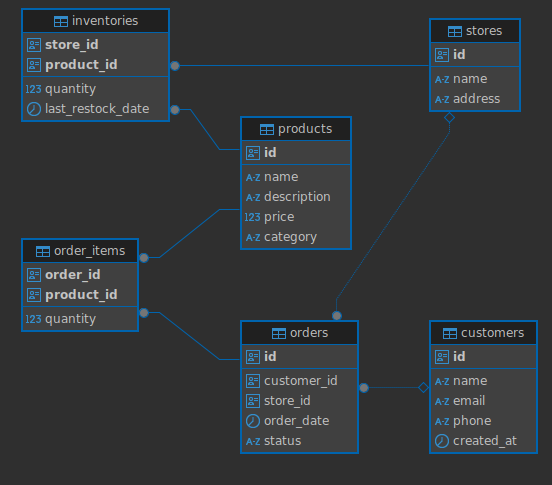 inventories
store_id
product_id
123 quantity
last_restock_date
stores
id
A-Z name
A-Z address
products
id
A-Z name
A-Z description
123 price
A-Z category
order_items
order_id
product_id
123 quantity
orders
id
customer_id
store_id
order_date
A-Z status
customers
id
A-Z name
A-Z email
A-Z phone
created_at